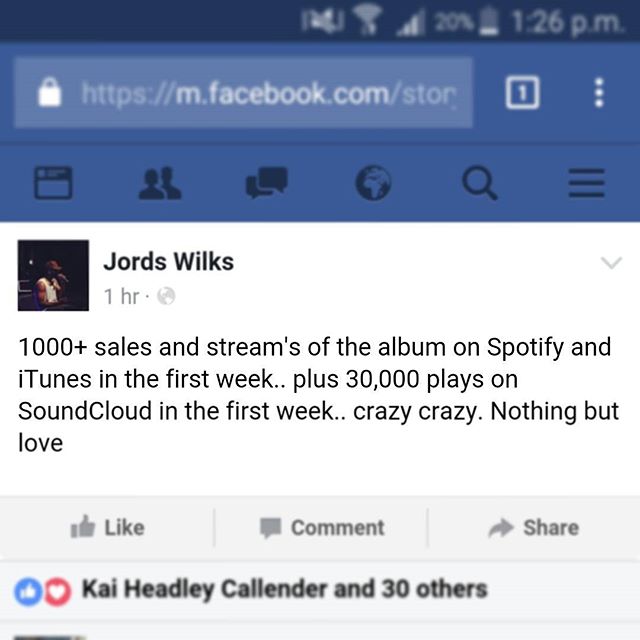 20% 1:26 p.m.
https://m.facebook.com/stor
1
Jords Wilks
1 hr ·
1000+ sales and stream's of the album on Spotify and
iTunes in the first week.. plus 30,000 plays on
SoundCloud in the first week.. crazy crazy. Nothing but
love
Like Comment Share
Kai Headley Callender and 30 others